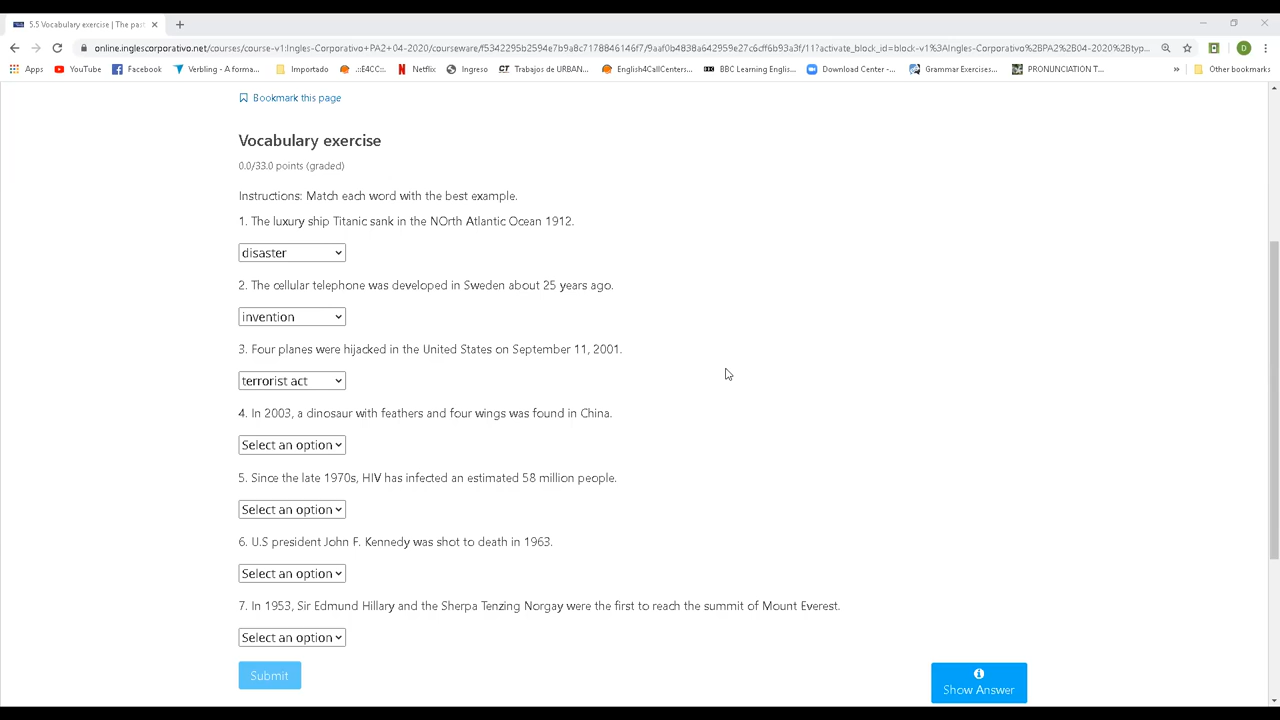 5.5 Vocabulary exercise | The pas
online.inglescorporativo.net/courses/course-v1:Ingles-Corporativo+PA2+04-2020/courseware/f5342295b2594e7b9a8c7178846146f7/9aaf0b4838a642959e27c6cff6b93a3f/11?activate_block_id=block-v1%3AIngles-Corporativo%2BPA2%2B04-2020%2Btyp...
D
Apps YouTube Facebook Verbling - A forma... Importado .::E4CC::. Netflix Ingreso CT Trabajos de URBAN... English4CallCenters... BBC Learning Englis... Download Center -... Grammar Exercises... PRONUNCIATION T... » Other bookmarks
Bookmark this page
Vocabulary exercise
0.0/33.0 points (graded)
Instructions: Match each word with the best example.
1. The luxury ship Titanic sank in the NOrth Atlantic Ocean 1912.
disaster
2. The cellular telephone was developed in Sweden about 25 years ago.
invention
3. Four planes were hijacked in the United States on September 11, 2001.
terrorist act
4. In 2003, a dinosaur with feathers and four wings was found in China.
Select an option
5. Since the late 1970s, HIV has infected an estimated 58 million people.
Select an option
6. U.S president John F. Kennedy was shot to death in 1963.
Select an option
7. In 1953, Sir Edmund Hillary and the Sherpa Tenzing Norgay were the first to reach the summit of Mount Everest.
Select an option
Submit
Show Answer